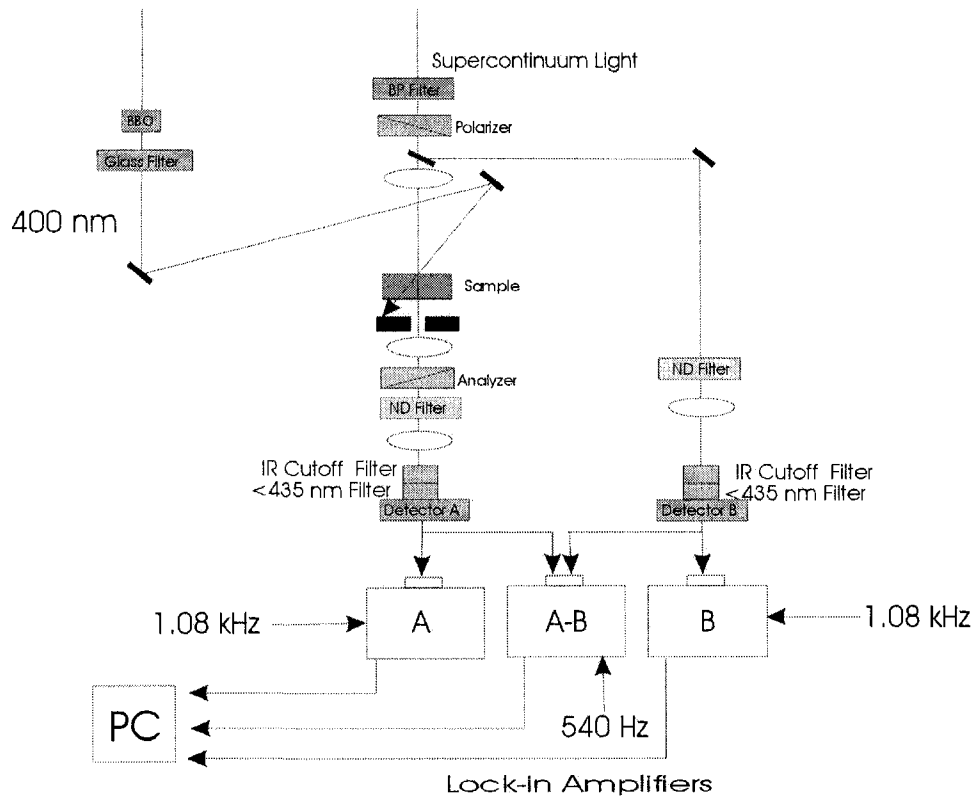 Supercontinuum Light
BP Filter
BBO
Polarizer
Glass Filter
400 nm
Sample
ND Filter
Analyzer
ND Filter
IR Cutoff Filter
<435 nm Filter
IR Cutoff Filter
<435 nm Filter
Detector A
Detector B
1.08 kHz
A
A-B
B
1.08 kHz
PC
540 Hz
Lock-in Amplifiers